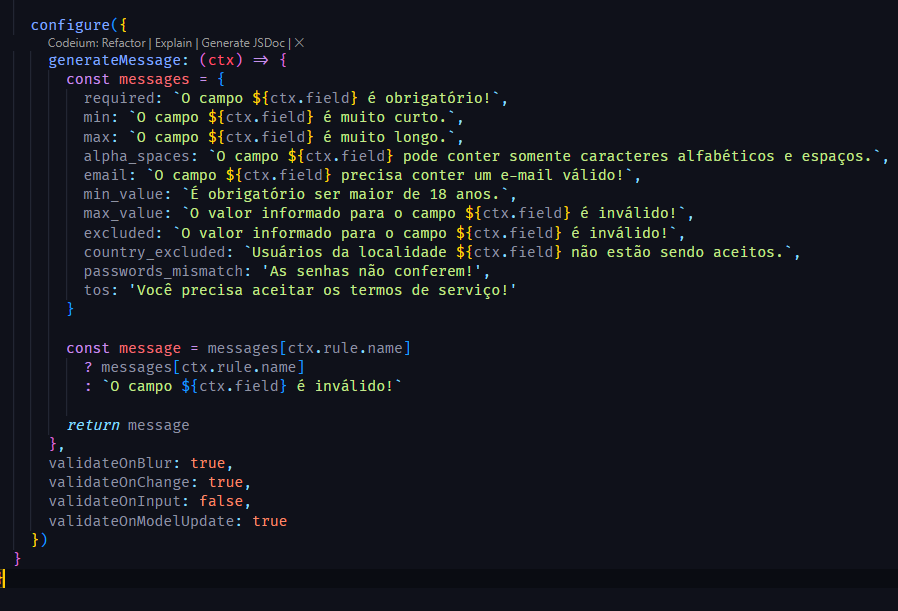 configure({
Codeium: Refactor | Explain | Generate JSDoc | X
generateMessage: (ctx) => {
const messages = {
required: `O campo ${ctx.field} é obrigatório!`,
min: `O campo ${ctx.field} é muito curto.`,
max: `O campo ${ctx.field} é muito longo.`,
alpha_spaces: `O campo ${ctx.field} pode conter somente caracteres alfabéticos e espaços.`,
email: `O campo ${ctx.field} precisa conter um e-mail válido!`,
min_value: `É obrigatório ser maior de 18 anos.`,
max_value: `O valor informado para o campo ${ctx.field} é inválido!`,
excluded: `O valor informado para o campo ${ctx.field} é inválido!`,
country_excluded: `Usuários da localidade ${ctx.field} não estão sendo aceitos.`,
passwords_mismatch: 'As senhas não conferem!',
tos: 'Você precisa aceitar os termos de serviço!'
}
const message = messages[ctx.rule.name]
? messages[ctx.rule.name]
: `O campo ${ctx.field} é inválido!`
return message
},
validateOnBlur: true,
validateOnChange: true,
validateOnInput: false,
validateOnModelUpdate: true
})
}
}